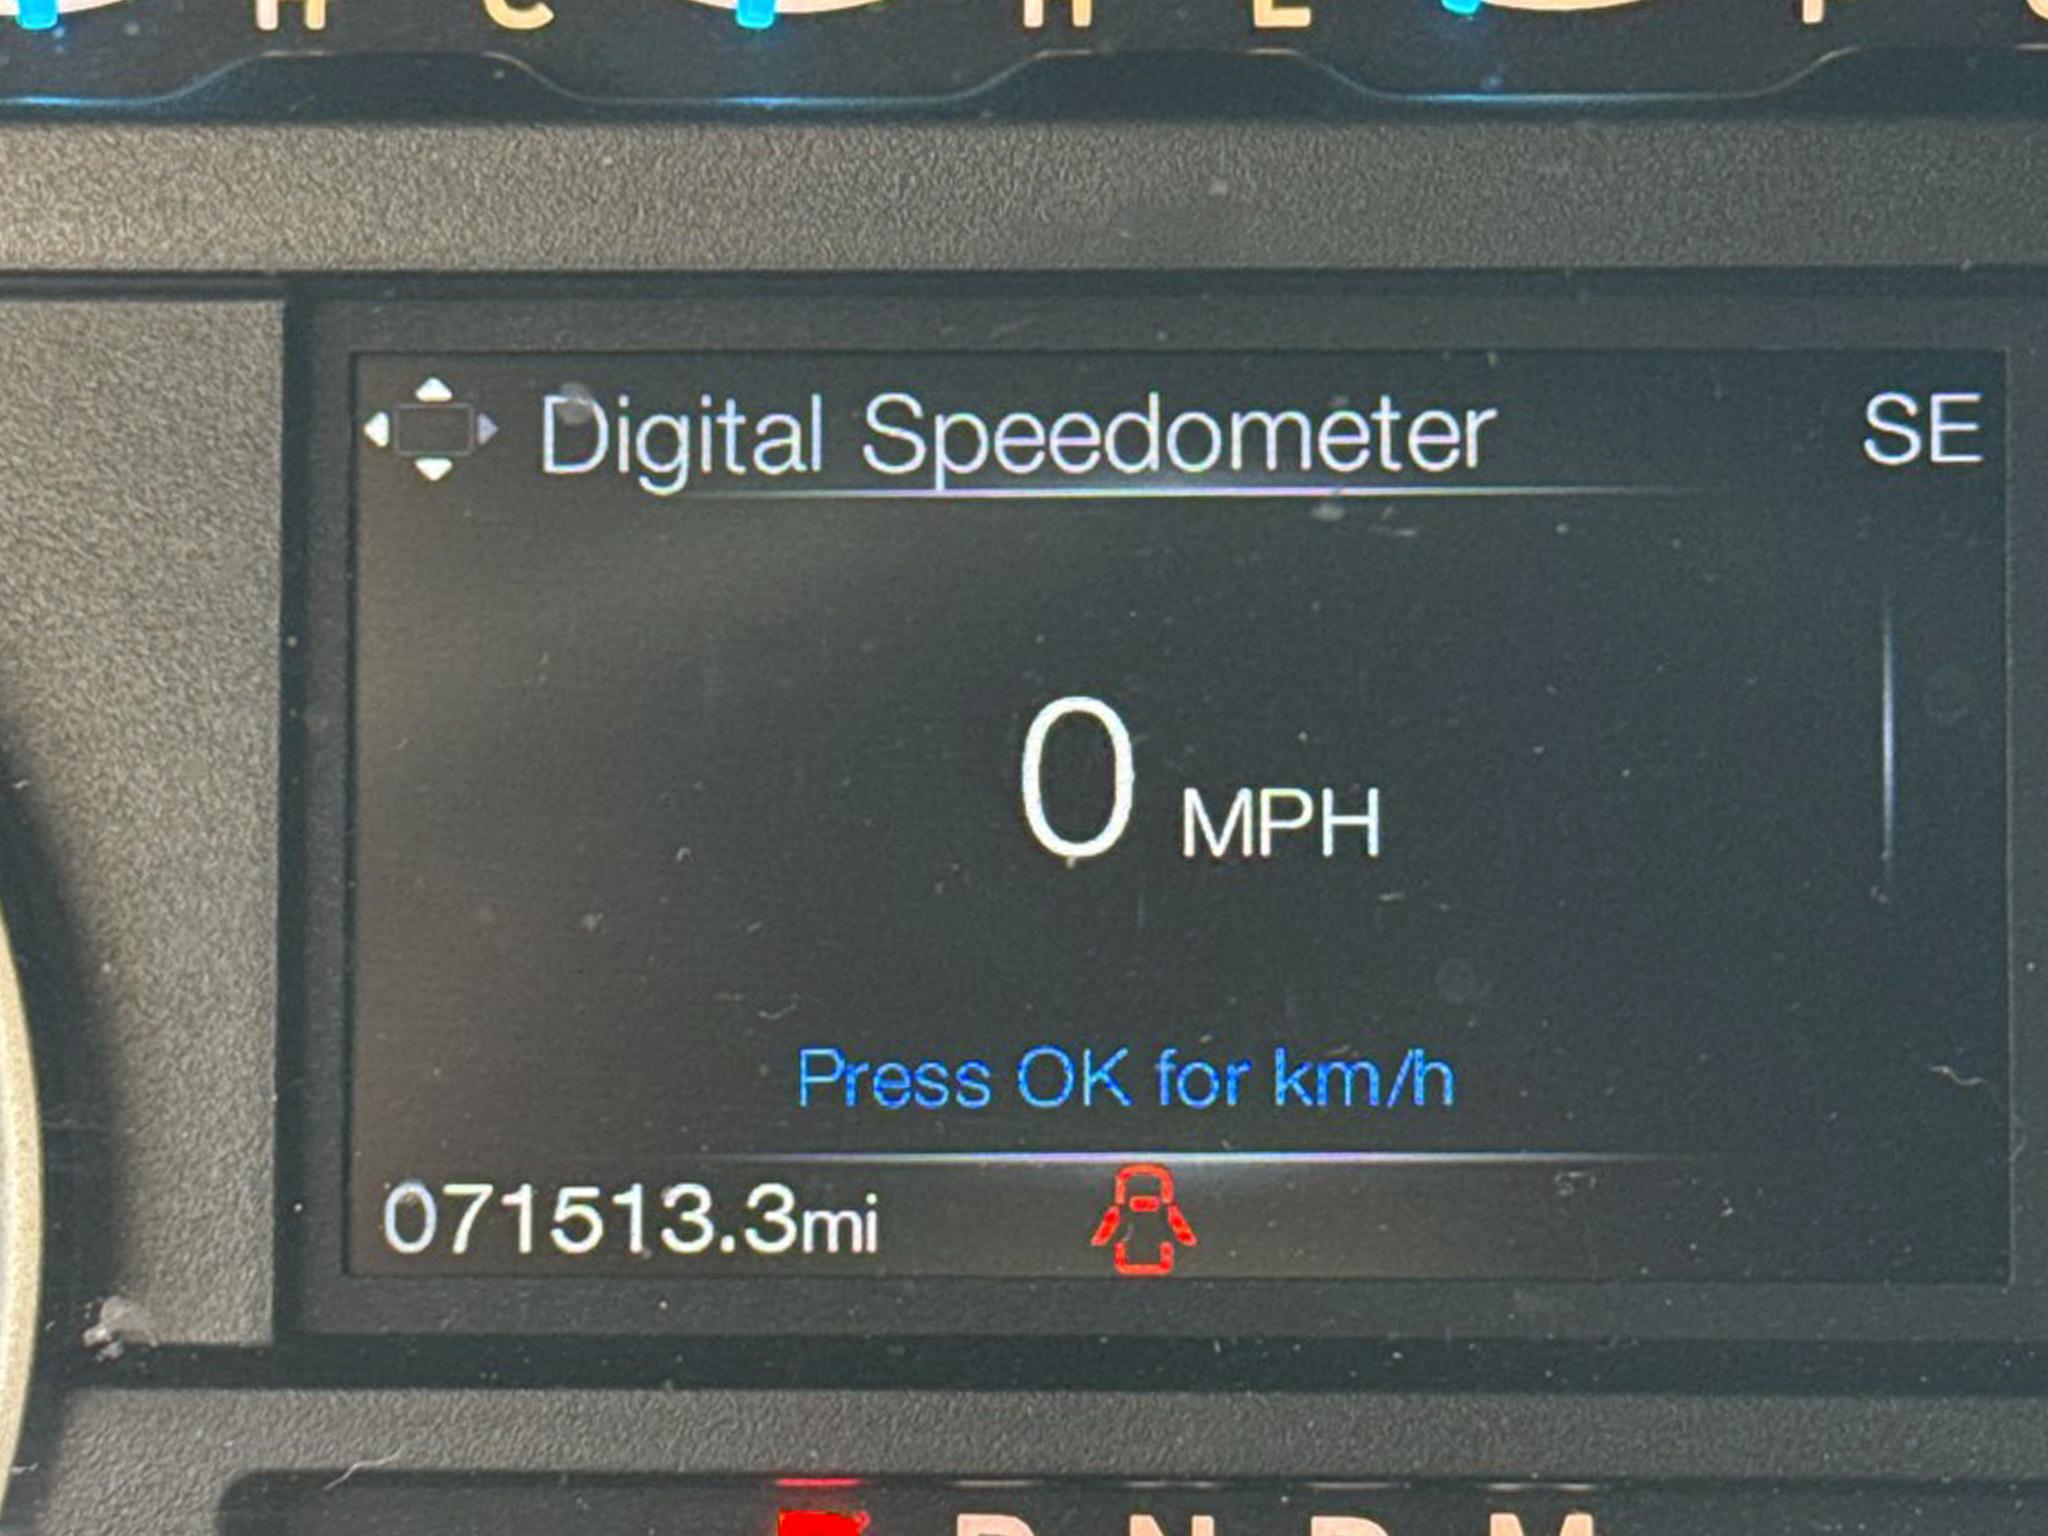 H C H E F
Digital Speedometer SE
0 MPH
Press OK for km/h
071513.3mi
R N D M